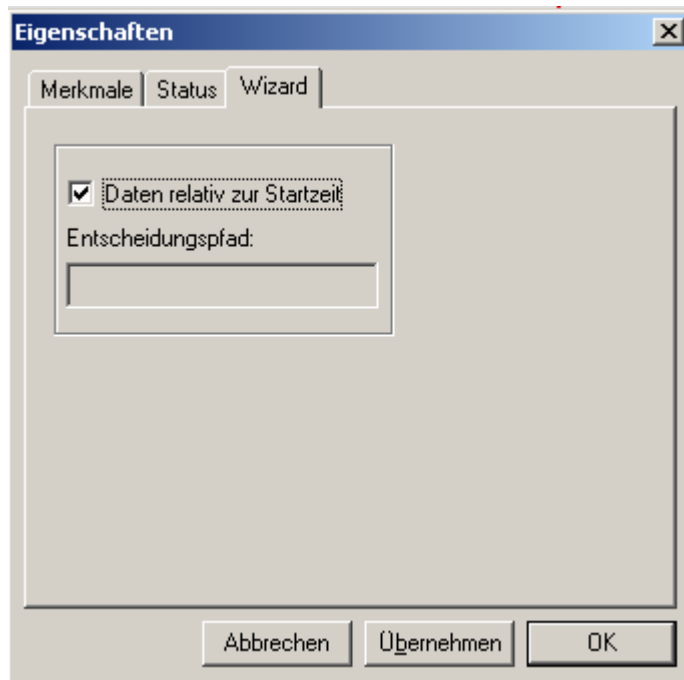 Eigenschaften
Merkmale Status Wizard
Daten relativ zur Startzeit
Entscheidungspfad:
Abbrechen Übernehmen OK